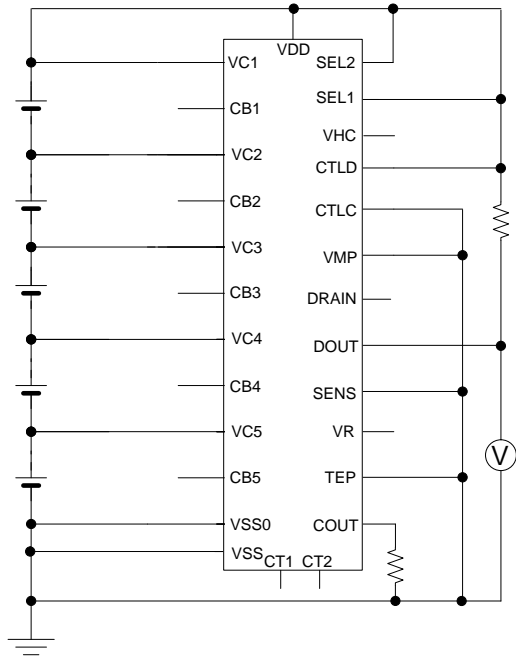 VDD
VC1
CB1
VC2
CB2
VC3
CB3
VC4
CB4
VC5
CB5
VSS0
VSS
CT1 CT2
SEL2
SEL1
VHC
CTLD
CTLC
VMP
DRAIN
DOUT
SENS
VR
TEP
COUT
V